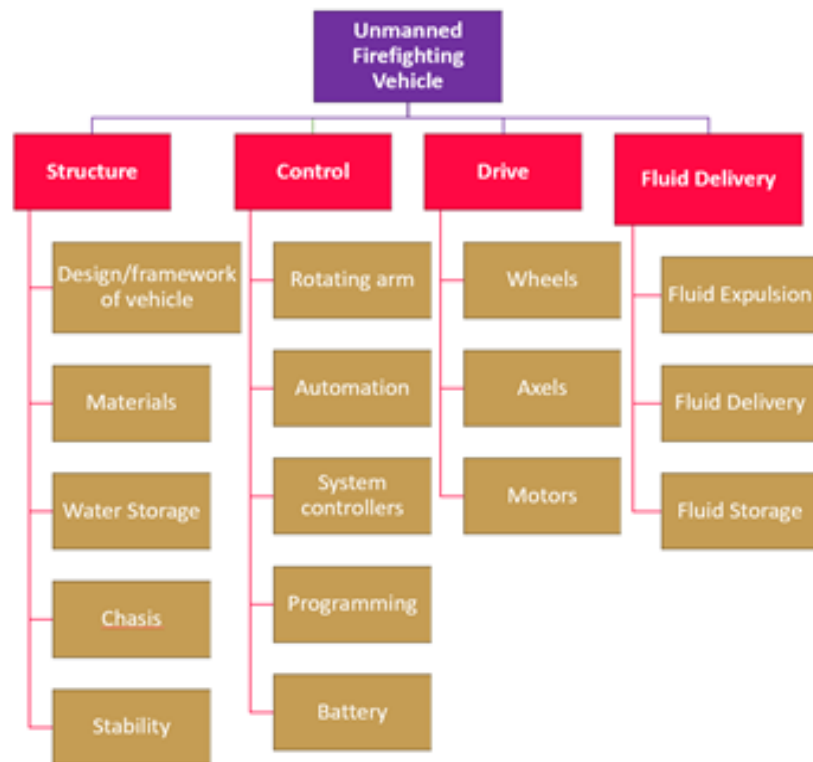 Unmanned
Firefighting
Vehicle
Structure
Design/framework
of vehicle
Materials
Water Storage
Chasis
Stability
Control
Rotating arm
Automation
System
controllers
Programming
Battery
Drive
Wheels
Axels
Motors
Fluid Delivery
Fluid Expulsion
Fluid Delivery
Fluid Storage